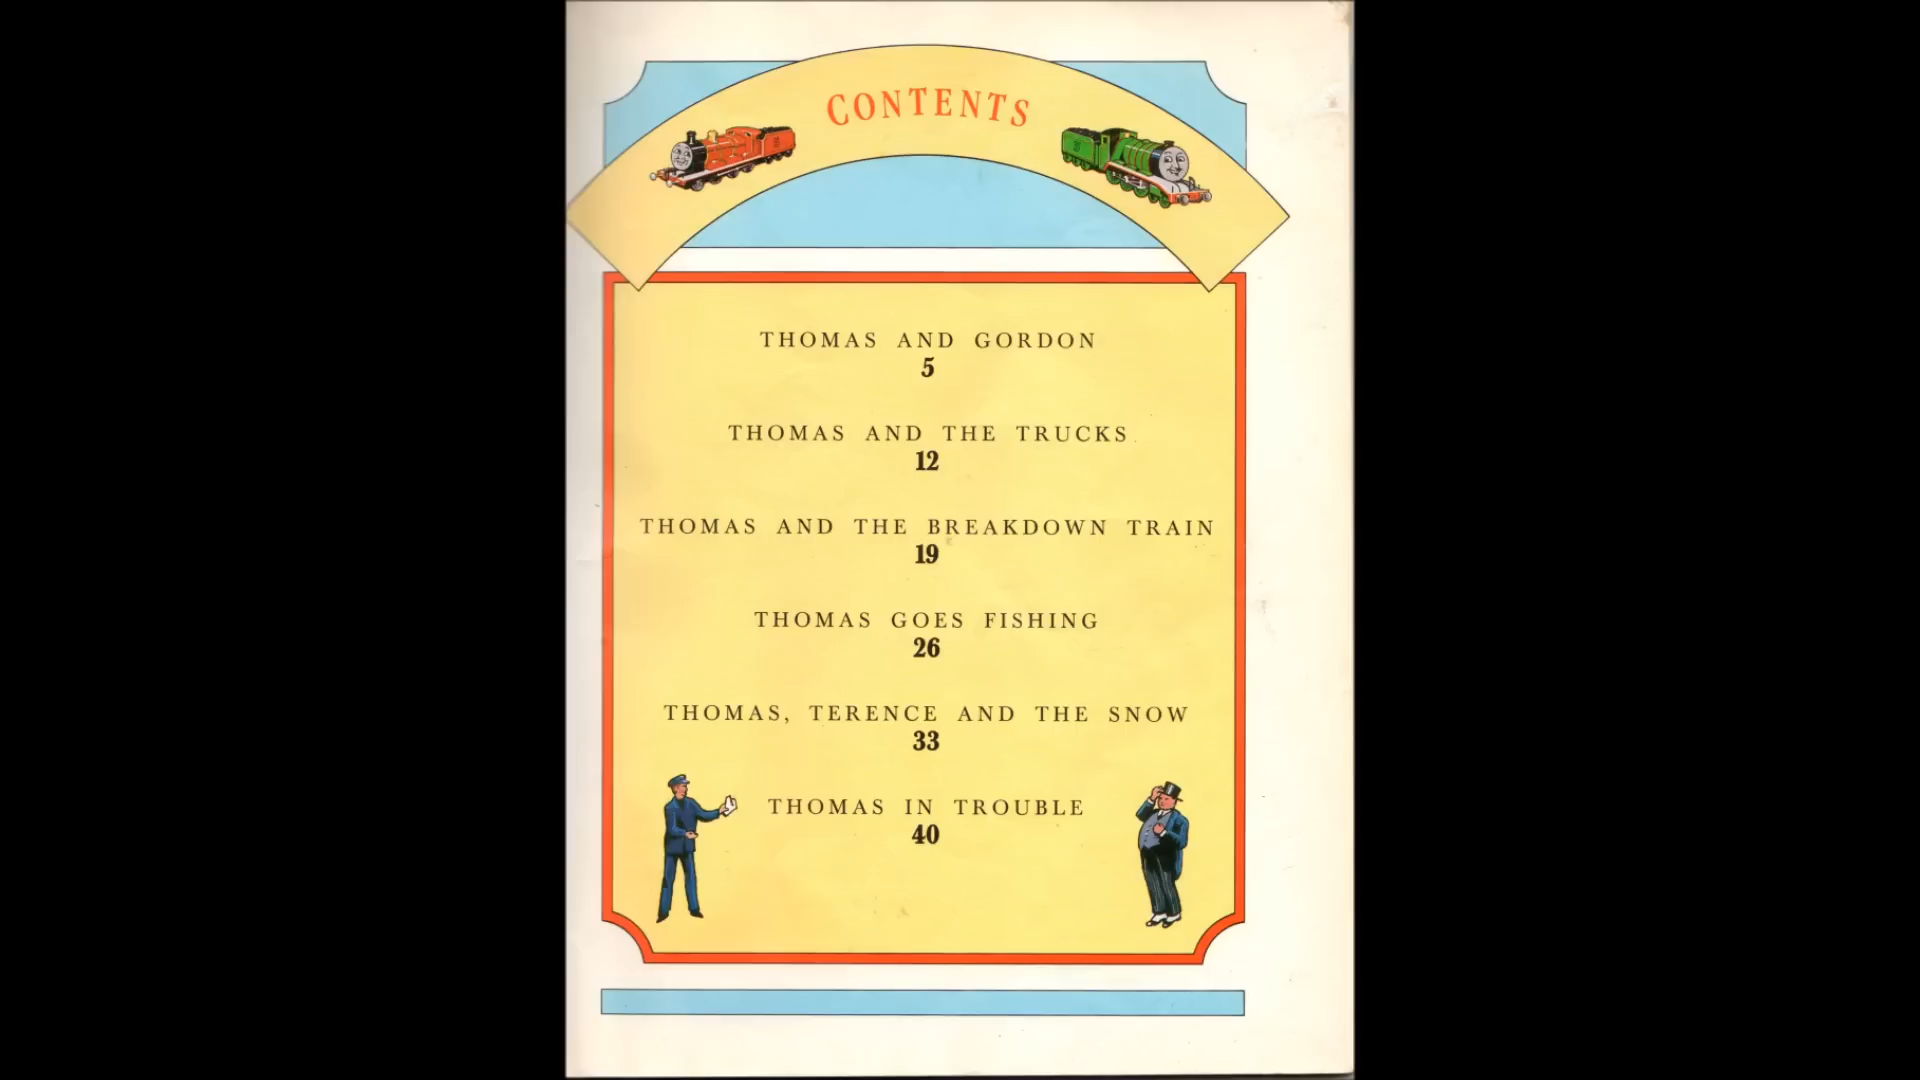 CONTENTS
THOMAS AND GORDON
5
THOMAS AND THE TRUCKS
12
THOMAS AND THE BREAKDOWN TRAIN
19
THOMAS GOES FISHING
26
THOMAS, TERENCE AND THE SNOW
33
THOMAS IN TROUBLE
40